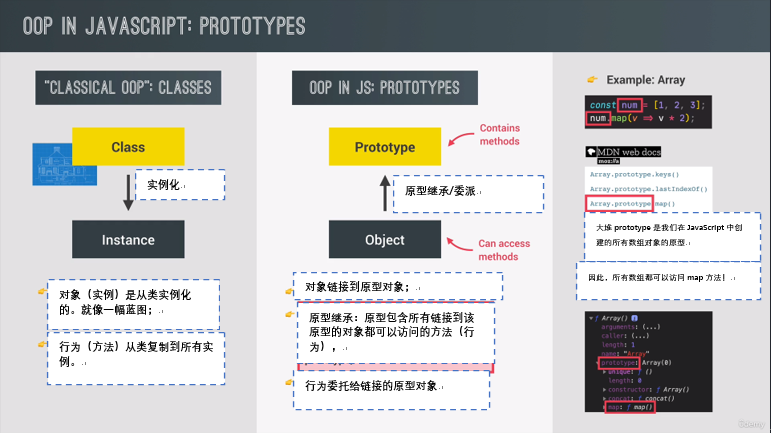 OOP IN JAVASCRIPT: PROTOTYPES
"CLASSICAL OOP": CLASSES
Class
实例化
Instance
👉 对象（实例）是从类实例化
的。就像一幅蓝图；
👉 行为（方法）从类复制到所有实
例。
OOP IN JS: PROTOTYPES
Prototype
Contains
methods
原型继承/委派
Object
Can access
methods
👉 对象链接到原型对象；
👉 原型继承：原型包含所有链接到该
原型的对象都可以访问的方法（行
为），
👉 行为委托给链接的原型对象
👉 Example: Array
const num = [1, 2, 3];
num.map(v => v * 2);
MDN web docs
moz://a
Array.prototype.keys()
Array.prototype.lastIndexOf()
Array.prototype.map()
大堆 prototype 是我们在 JavaScript 中创
建的所有数组对象的原型。
因此，所有数组都可以访问 map 方法！
▼ ƒ Array() i
arguments: (...)
caller: (...)
length: 1
name: "Array"
▼ prototype: Array(0)
▶ unique: ƒ ()
length: 0
▶ constructor: ƒ Array()
▶ concat: ƒ concat()
▶ map: ƒ map()
Udemy